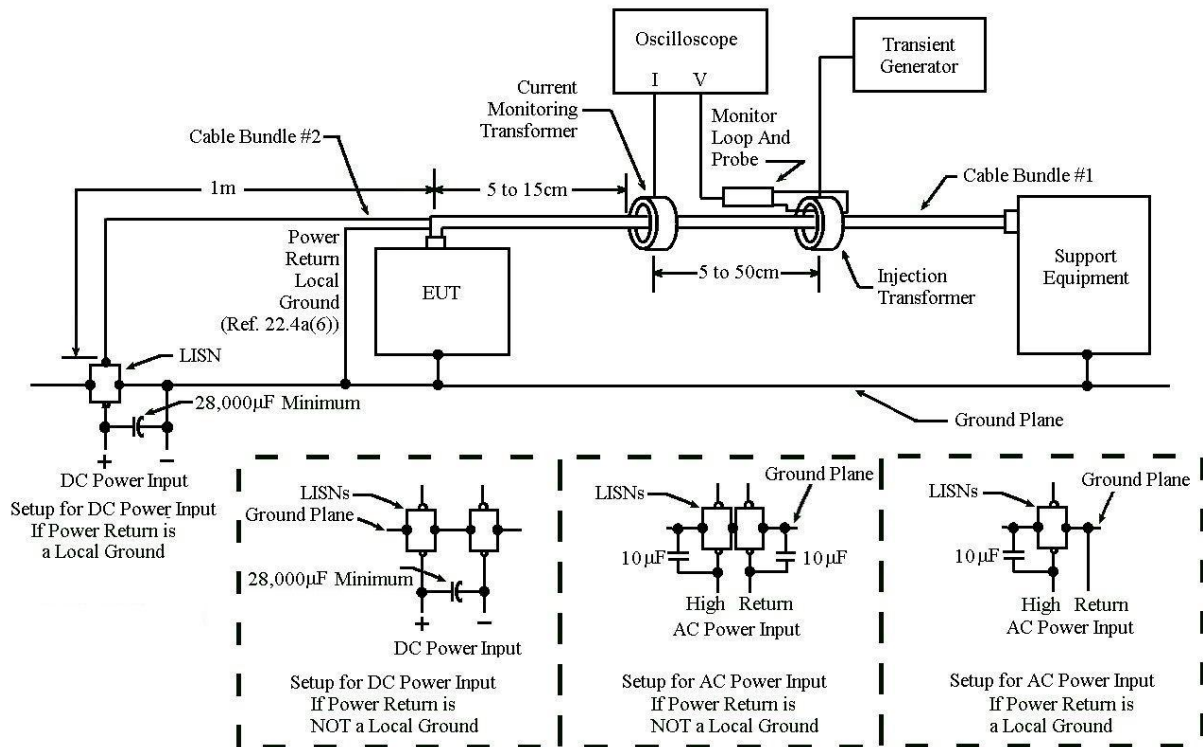 Oscilloscope
I V
Transient
Generator
Current
Monitoring
Transformer
Monitor
Loop And
Probe
Cable Bundle #2
Cable Bundle #1
1m
5 to 15cm
Power
Return
Local
Ground
(Ref. 22.4a(6))
EUT
5 to 50cm
Injection
Transformer
Support
Equipment
LISN
28,000µF Minimum
Ground Plane
+ −
DC Power Input
Setup for DC Power Input
If Power Return is
a Local Ground
LISNs
Ground Plane
28,000µF Minimum
+ −
DC Power Input
Setup for DC Power Input
If Power Return is
NOT a Local Ground
Ground Plane
LISNs
10µF
10µF
High Return
AC Power Input
Setup for AC Power Input
If Power Return is
NOT a Local Ground
Ground Plane
LISNs
10µF
High Return
AC Power Input
Setup for AC Power Input
If Power Return is
a Local Ground